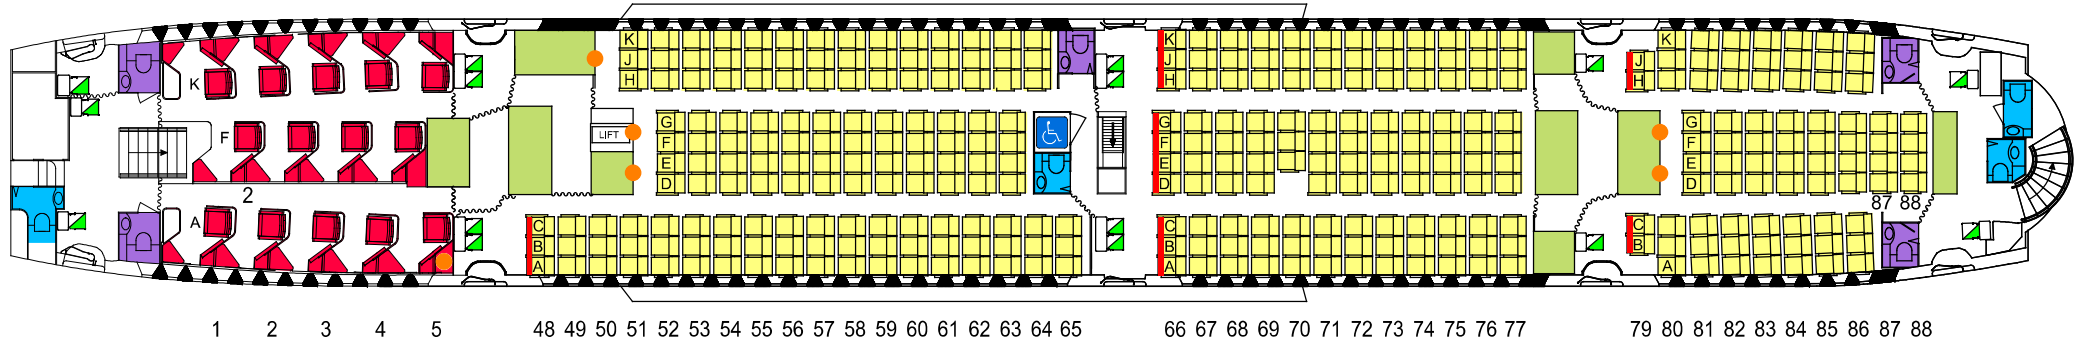 K K K K
J J J J
H H H H
K
G G G
F F F F
LIFT
E E E
D D D
2
87 88
A
C C C
B B B
A A A
1 2 3 4 5 48 49 50 51 52 53 54 55 56 57 58 59 60 61 62 63 64 65 66 67 68 69 70 71 72 73 74 75 76 77 79 80 81 82 83 84 85 86 87 88